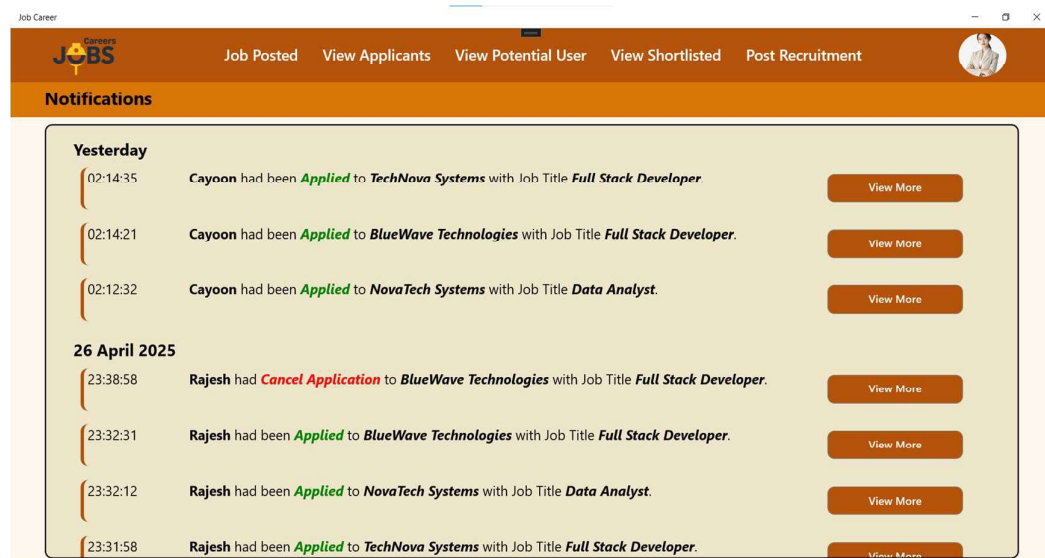 Job Career
Careers
JOBS
Job Posted View Applicants View Potential User View Shortlisted Post Recruitment
Notifications
Yesterday
02:14:35 Cayoon had been Applied to TechNova Systems with Job Title Full Stack Developer. View More
02:14:21 Cayoon had been Applied to BlueWave Technologies with Job Title Full Stack Developer. View More
02:12:32 Cayoon had been Applied to NovaTech Systems with Job Title Data Analyst. View More
26 April 2025
23:38:58 Rajesh had Cancel Application to BlueWave Technologies with Job Title Full Stack Developer. View More
23:32:31 Rajesh had been Applied to BlueWave Technologies with Job Title Full Stack Developer. View More
23:32:12 Rajesh had been Applied to NovaTech Systems with Job Title Data Analyst. View More
23:31:58 Rajesh had been Applied to TechNova Systems with Job Title Full Stack Developer. View More